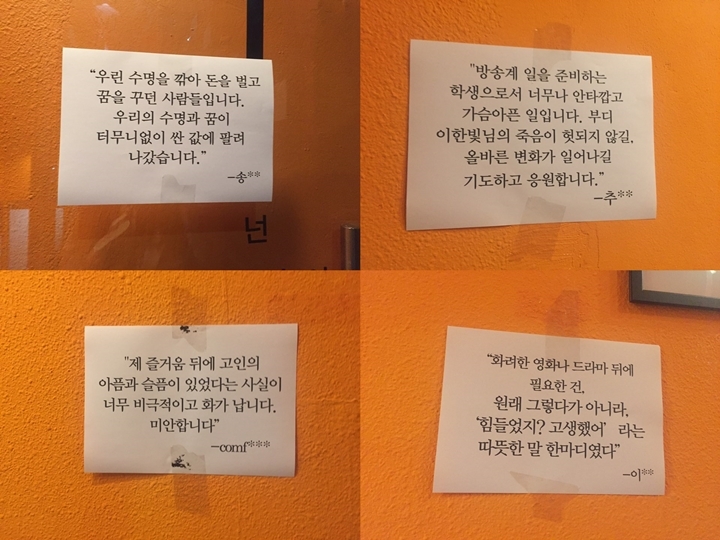 “우린 수명을 깎아 돈을 벌고
꿈을 꾸던 사람들입니다.
우리의 수명과 꿈이
터무니없이 싼 값에 팔려
나갔습니다.”
-송**
넌
"방송계 일을 준비하는
학생으로서 너무나 안타깝고
가슴아픈 일입니다. 부디
이한빛님의 죽음이 헛되지 않길,
올바른 변화가 일어나길
기도하고 응원합니다.”
-추**
"제 즐거움 뒤에 고인의
아픔과 슬픔이 있었다는 사실이
너무 비극적이고 화가 납니다.
미안합니다”
-comf***
“화려한 영화나 드라마 뒤에
필요한 건,
원래 그렇다가 아니라,
‘힘들었지? 고생했어’ 라는
따뜻한 말 한마디였다”
-이**